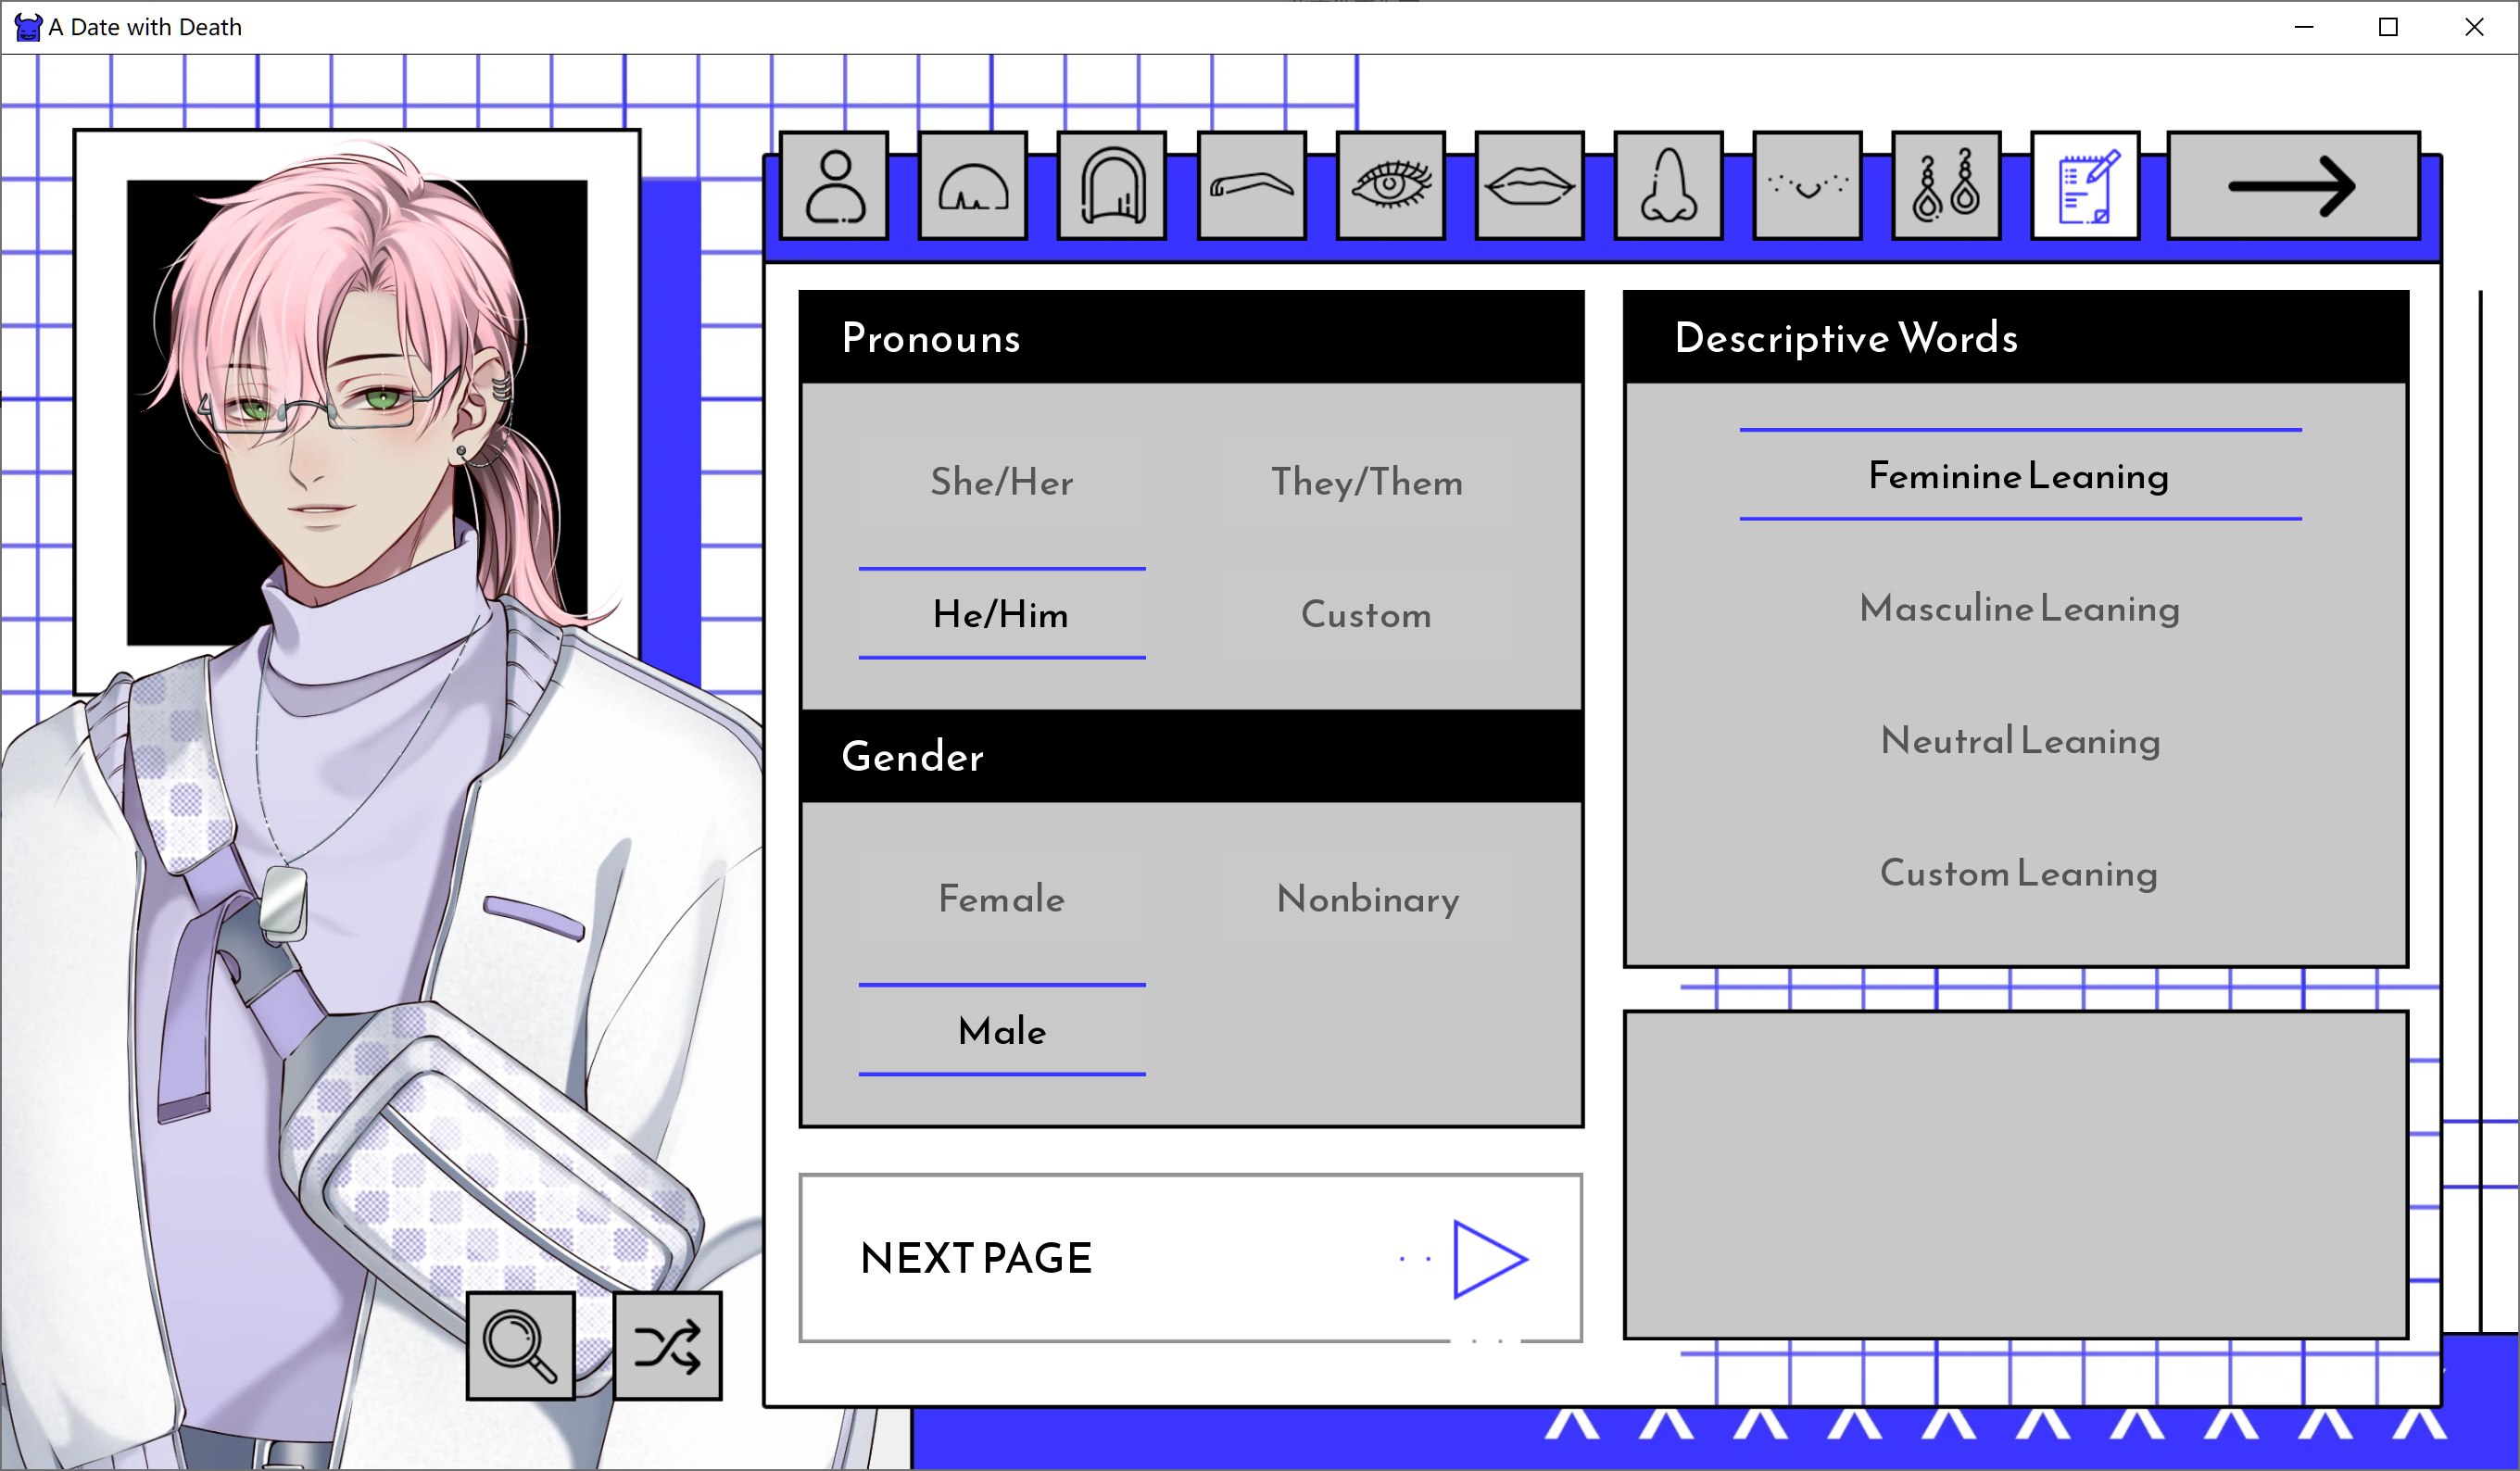 A Date with Death
Pronouns
She/Her
They/Them
He/Him
Custom
Gender
Female
Nonbinary
Male
NEXT PAGE
Descriptive Words
Feminine Leaning
Masculine Leaning
Neutral Leaning
Custom Leaning